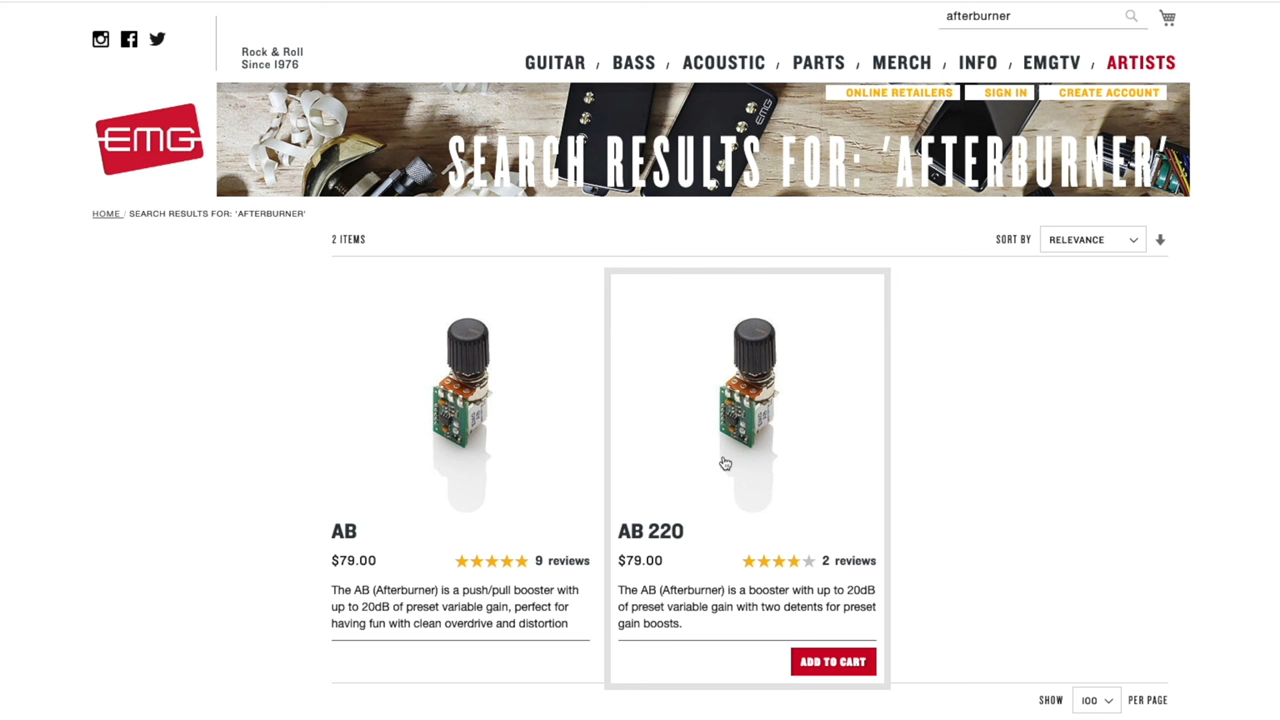 afterburner
Rock & Roll
Since 1976
GUITAR / BASS / ACOUSTIC / PARTS / MERCH / INFO / EMGTV / ARTISTS
ONLINE RETAILERS SIGN IN CREATE ACCOUNT
EMG
EMG
SEARCH RESULTS FOR: 'AFTERBURNER'
HOME / SEARCH RESULTS FOR: 'AFTERBURNER'
2 ITEMS
SORT BY RELEVANCE
AB
$79.00 9 reviews
The AB (Afterburner) is a push/pull booster with
up to 20dB of preset variable gain, perfect for
having fun with clean overdrive and distortion
AB 220
$79.00 2 reviews
The AB (Afterburner) is a booster with up to 20dB
of preset variable gain with two detents for preset
gain boosts.
ADD TO CART
SHOW 100 PER PAGE